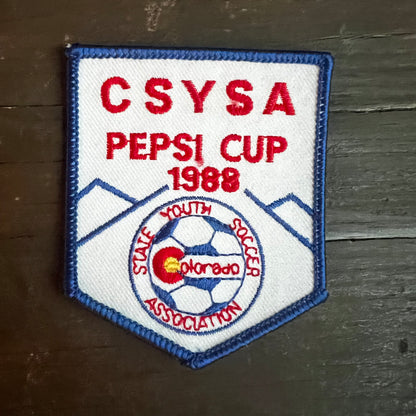 CSYSA
PEPSI CUP
1988
STATE YOUTH SOCCER
Colorado
ASSOCIATION